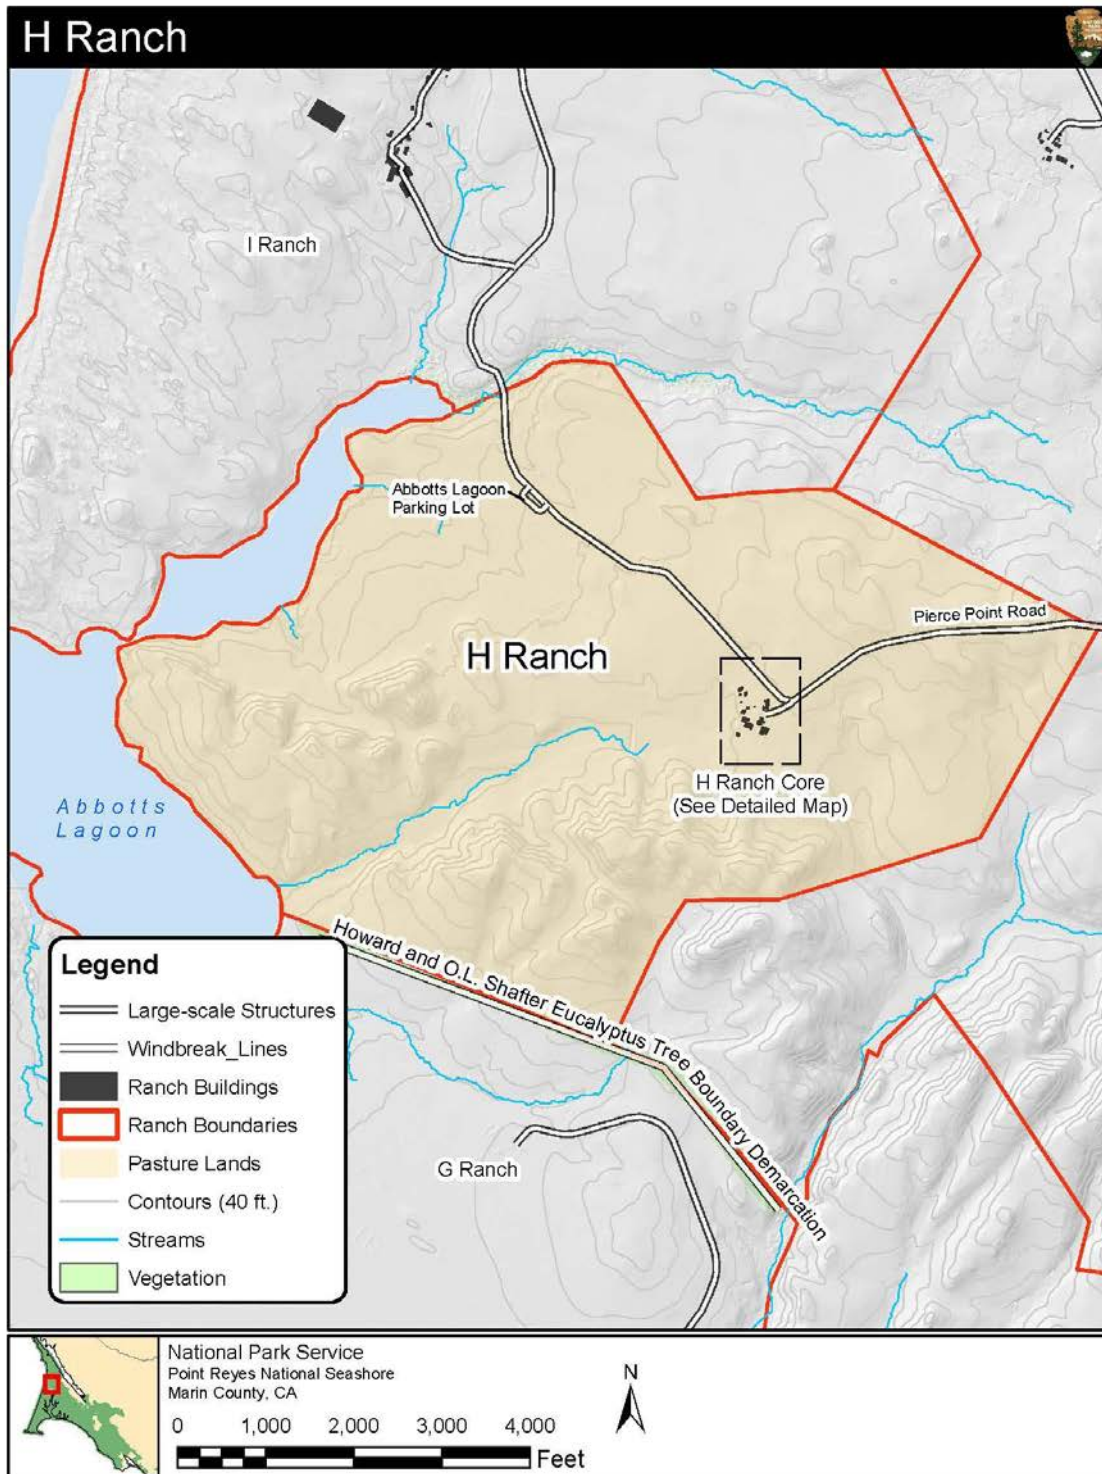 H Ranch
I Ranch
Abbotts Lagoon
Parking Lot
Pierce Point Road
H Ranch
H Ranch Core
(See Detailed Map)
Abbotts
Lagoon
Howard and O.L. Shafter Eucalyptus Tree Boundary Demarcation
G Ranch
Legend
Large-scale Structures
Windbreak_Lines
Ranch Buildings
Ranch Boundaries
Pasture Lands
Contours (40 ft.)
Streams
Vegetation
National Park Service
Point Reyes National Seashore
Marin County, CA
N
0 1,000 2,000 3,000 4,000
Feet